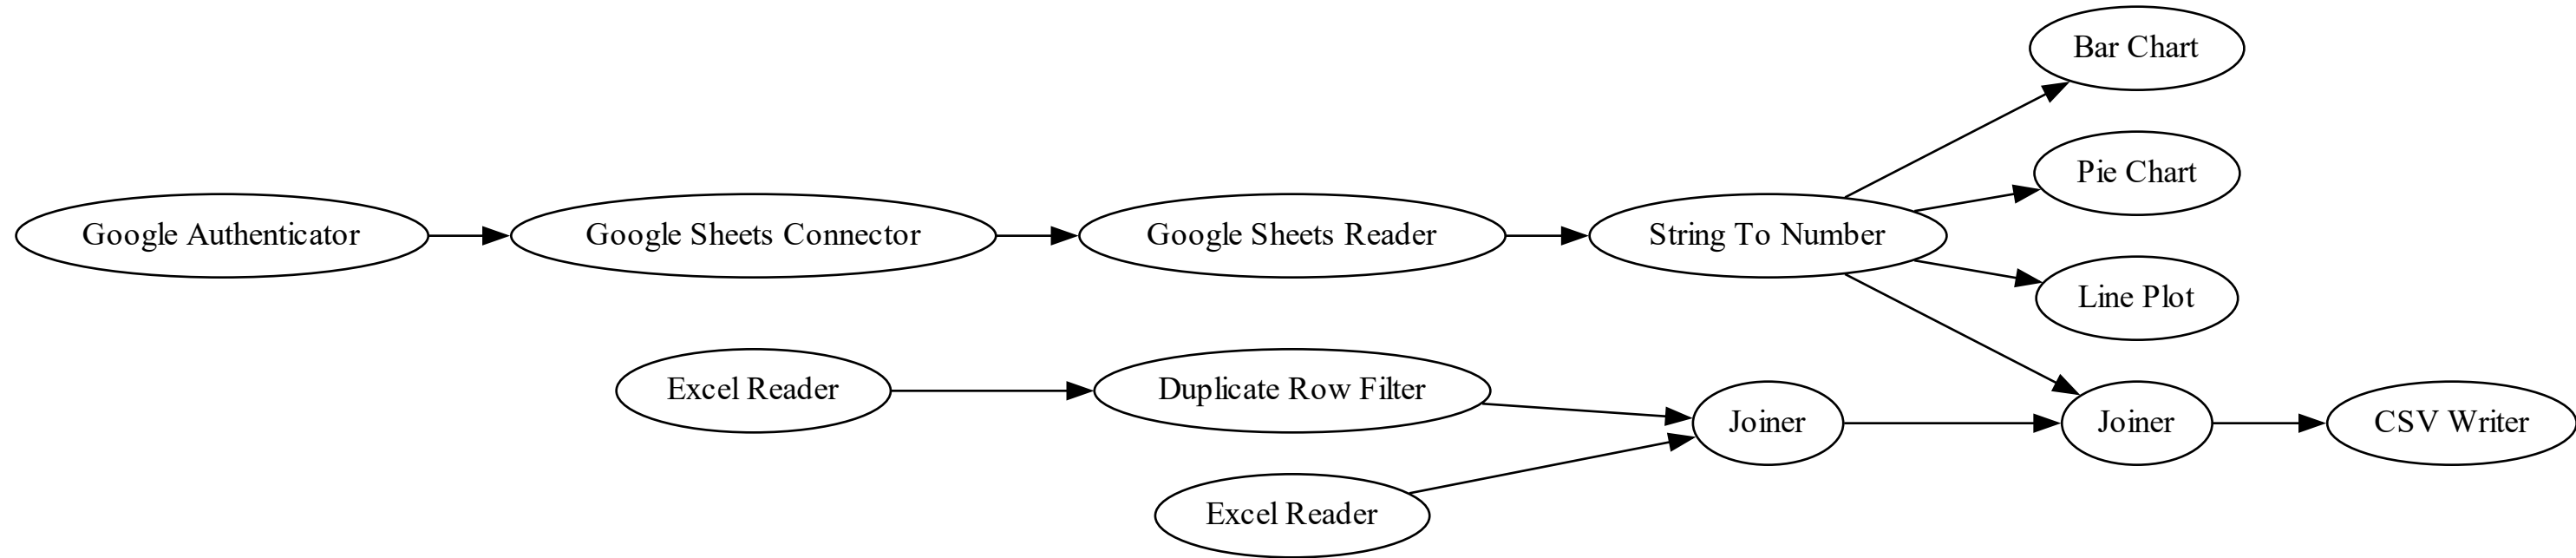 Bar Chart
Pie Chart
Google Authenticator
Google Sheets Connector
Google Sheets Reader
String To Number
Line Plot
Excel Reader
Duplicate Row Filter
Joiner
Joiner
CSV Writer
Excel Reader